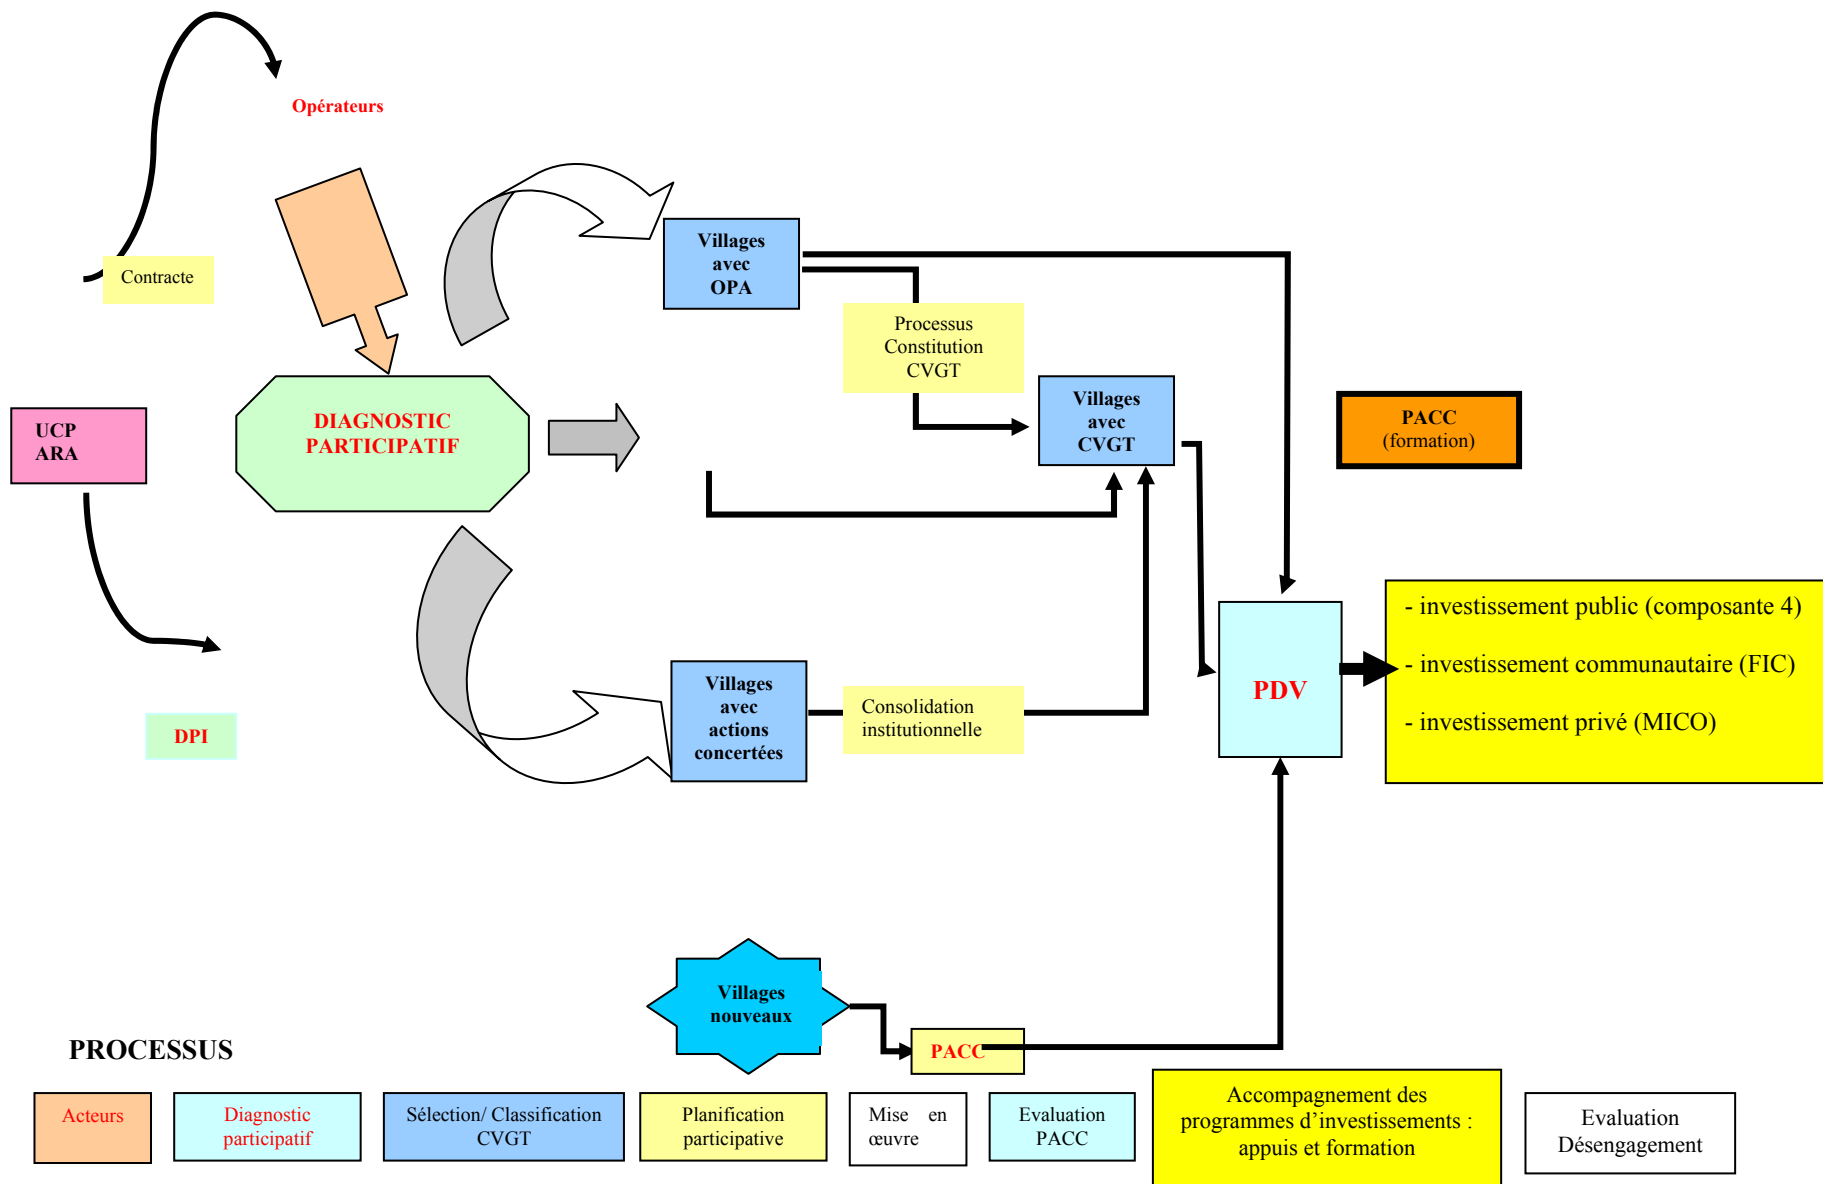 Opérateurs
Contracte
UCP
ARA
DIAGNOSTIC
PARTICIPATIF
DPI
Villages
avec
OPA
Processus
Constitution
CVGT
Villages
avec
CVGT
PACC
(formation)
Villages
avec
actions
concertées
Consolidation
institutionnelle
PDV
- investissement public (composante 4)
- investissement communautaire (FIC)
- investissement privé (MICO)
Villages
nouveaux
PACC
PROCESSUS
Acteurs
Diagnostic
participatif
Sélection/ Classification
CVGT
Planification
participative
Mise en
œuvre
Evaluation
PACC
Accompagnement des
programmes d’investissements :
appuis et formation
Evaluation
Désengagement